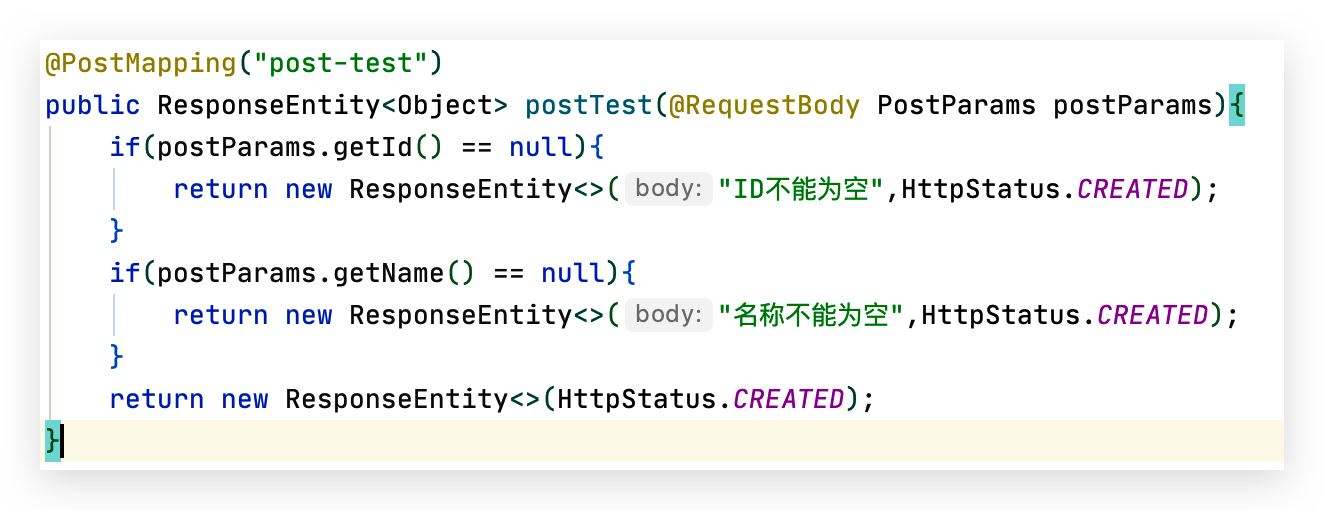 @PostMapping("post-test")
public ResponseEntity<Object> postTest(@RequestBody PostParams postParams){
    if(postParams.getId() == null){
        return new ResponseEntity<>( body: "ID不能为空",HttpStatus.CREATED);
    }
    if(postParams.getName() == null){
        return new ResponseEntity<>( body: "名称不能为空",HttpStatus.CREATED);
    }
    return new ResponseEntity<>(HttpStatus.CREATED);
}